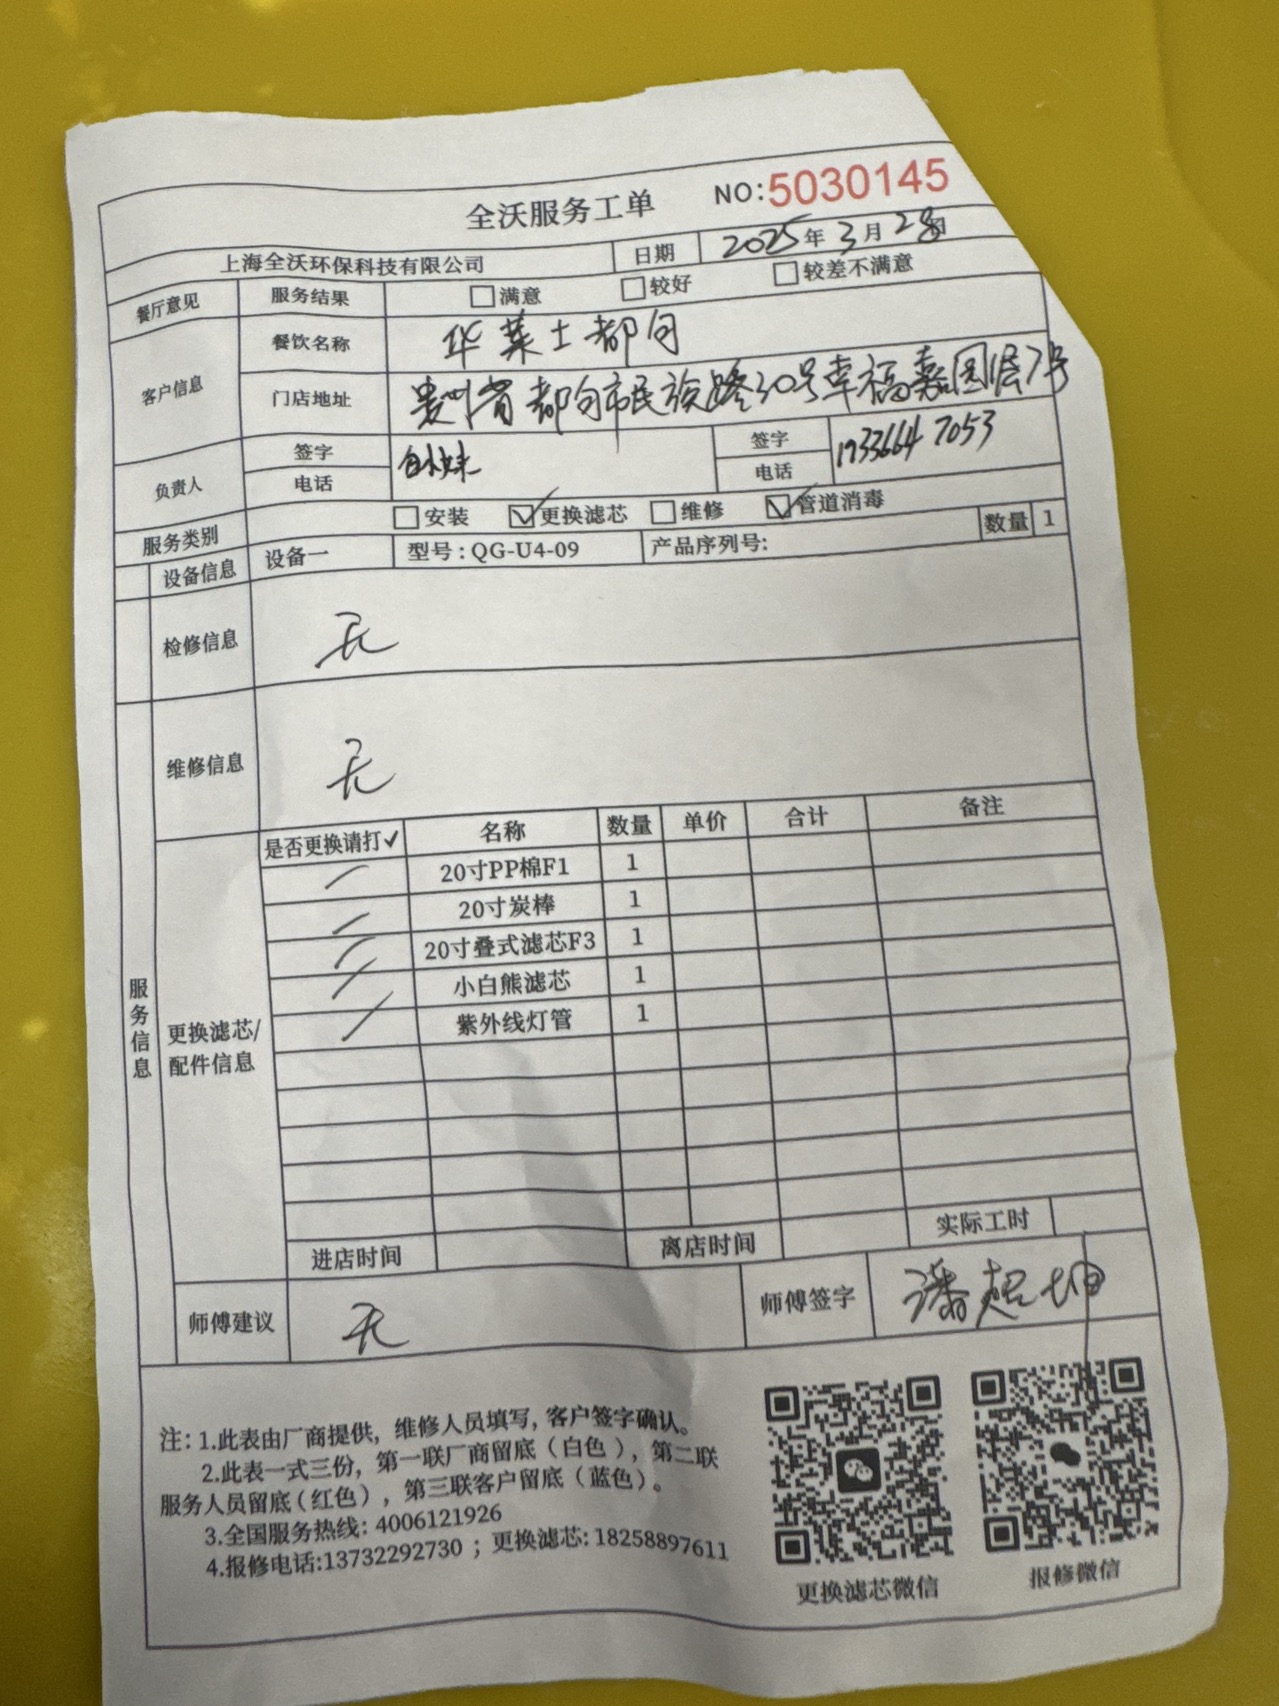 全沃服务工单 NO:5030145
上海全沃环保科技有限公司 日期 2025年3月28日
餐厅意见 服务结果 □满意 □较好 □较差不满意
客户信息 餐饮名称 华莱士都匀
门店地址 贵州省都匀市民族路30号幸福嘉园1层7号
负责人 签字 签字
电话 电话 19336647053
服务类别 □安装 ☑更换滤芯 □维修 ☑管道消毒
设备信息 设备一 型号:QG-U4-09 产品序列号: 数量 1
检修信息 无
维修信息 无
服务信息
更换滤芯/配件信息
是否更换请打✓ 名称 数量 单价 合计 备注
20寸PP棉F1 1
20寸炭棒 1
20寸叠式滤芯F3 1
小白熊滤芯 1
紫外线灯管 1
进店时间 离店时间 实际工时
师傅建议 无 师傅签字 潘起坤
注:1.此表由厂商提供,维修人员填写,客户签字确认。
2.此表一式三份,第一联厂商留底(白色),第二联
服务人员留底(红色),第三联客户留底(蓝色)。
3.全国服务热线:4006121926
4.报修电话:13732292730;更换滤芯:18258897611
更换滤芯微信 报修微信